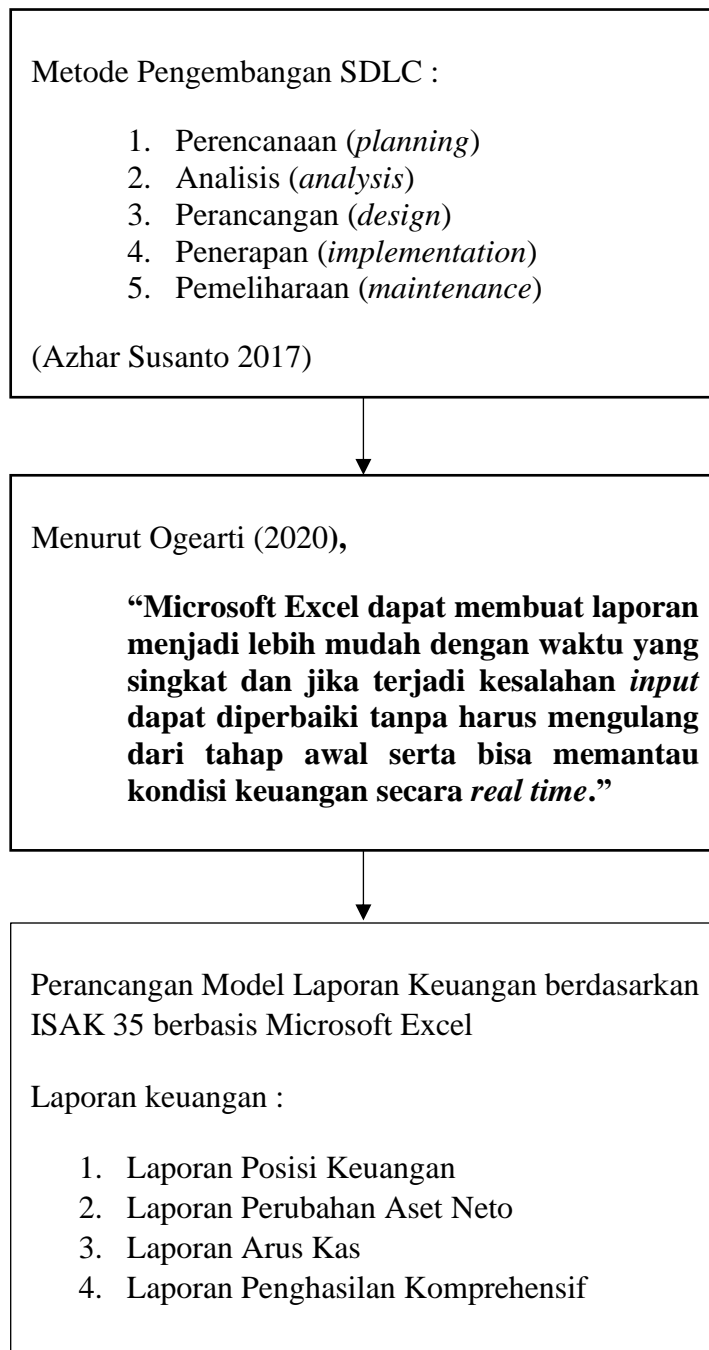 Metode Pengembangan SDLC :
1. Perencanaan (planning)
2. Analisis (analysis)
3. Perancangan (design)
4. Penerapan (implementation)
5. Pemeliharaan (maintenance)
(Azhar Susanto 2017)
Menurut Ogearti (2020),
“Microsoft Excel dapat membuat laporan
menjadi lebih mudah dengan waktu yang
singkat dan jika terjadi kesalahan input
dapat diperbaiki tanpa harus mengulang
dari tahap awal serta bisa memantau
kondisi keuangan secara real time.”
Perancangan Model Laporan Keuangan berdasarkan
ISAK 35 berbasis Microsoft Excel
Laporan keuangan :
1. Laporan Posisi Keuangan
2. Laporan Perubahan Aset Neto
3. Laporan Arus Kas
4. Laporan Penghasilan Komprehensif